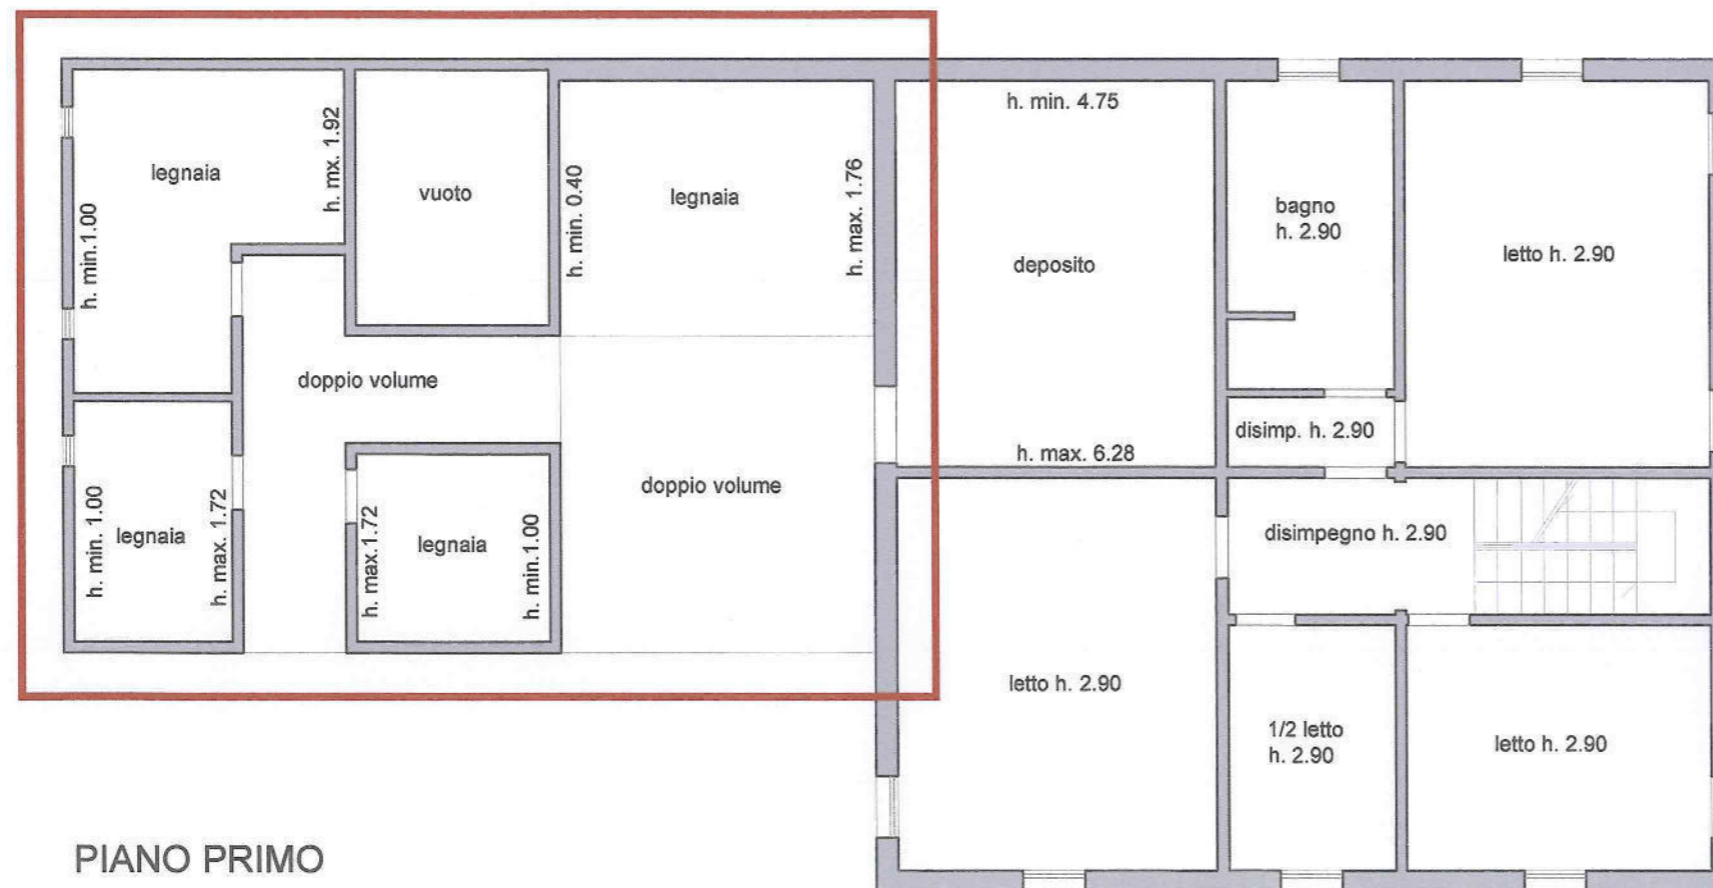 h. min. 4.75
h. mx. 1.92
legnaia
vuoto
h. min. 0.40
legnaia
h. max. 1.76
h. min.1.00
bagno
h. 2.90
letto h. 2.90
deposito
doppio volume
disimp. h. 2.90
h. max. 6.28
doppio volume
h. min. 1.00
legnaia
h. max. 1.72
h. max.1.72
legnaia
h. min.1.00
disimpegno h. 2.90
letto h. 2.90
1/2 letto
h. 2.90
letto h. 2.90
PIANO PRIMO